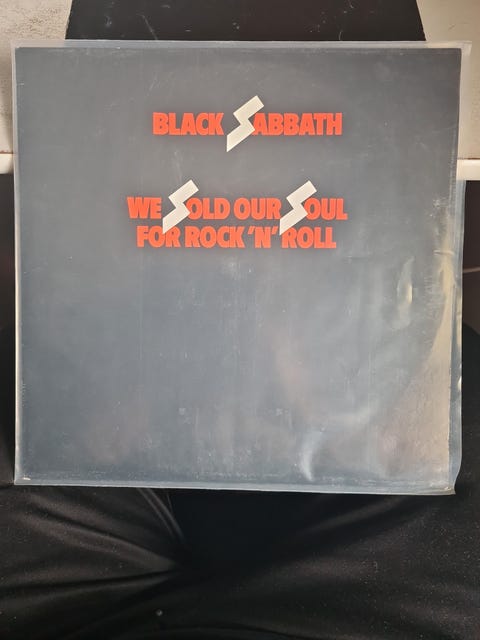 BLACK SABBATH
WE SOLD OUR SOUL
FOR ROCK 'N' ROLL